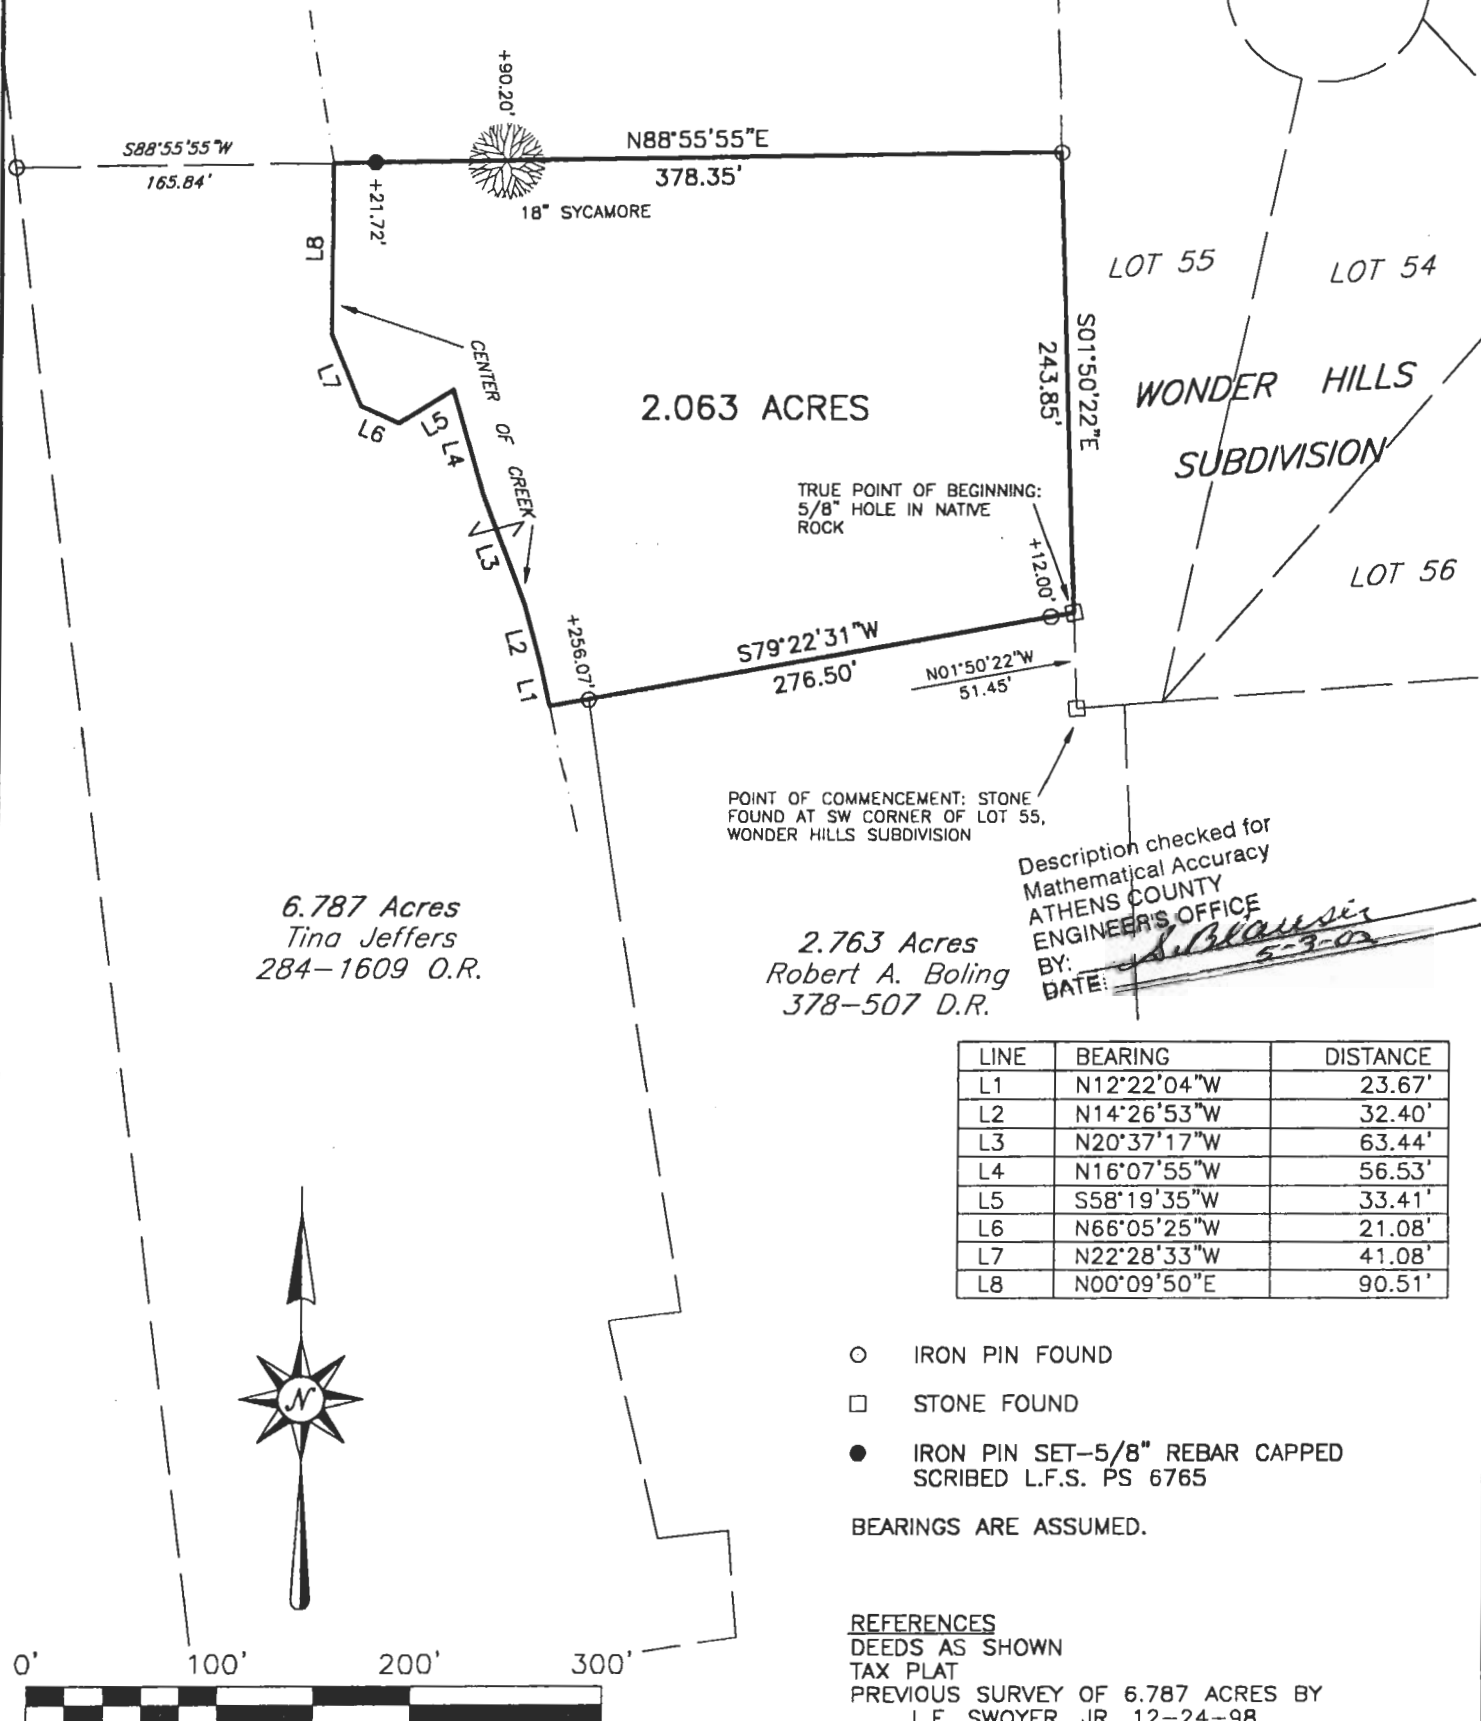 +90.20'
S88°55'55"W
165.84'
N88°55'55"E
378.35'
+21.72'
18" SYCAMORE
L8
LOT 55
LOT 54
CENTER OF CREEK
L7
L6
L5
L4
2.063 ACRES
S01°50'22"E
243.85'
WONDER HILLS
SUBDIVISION
TRUE POINT OF BEGINNING:
5/8" HOLE IN NATIVE
ROCK
L3
+12.00'
LOT 56
L2
L1
+256.07'
S79°22'31"W
276.50'
N01°50'22"W
51.45'
POINT OF COMMENCEMENT: STONE
FOUND AT SW CORNER OF LOT 55,
WONDER HILLS SUBDIVISION
Description checked for
Mathematical Accuracy
ATHENS COUNTY
ENGINEER'S OFFICE
BY:
DATE: 5-3-02
6.787 Acres
Tina Jeffers
284-1609 O.R.
2.763 Acres
Robert A. Boling
378-507 D.R.
LINE BEARING DISTANCE
L1 N12°22'04"W 23.67'
L2 N14°26'53"W 32.40'
L3 N20°37'17"W 63.44'
L4 N16°07'55"W 56.53'
L5 S58°19'35"W 33.41'
L6 N66°05'25"W 21.08'
L7 N22°28'33"W 41.08'
L8 N00°09'50"E 90.51'
N
IRON PIN FOUND
STONE FOUND
IRON PIN SET-5/8" REBAR CAPPED
SCRIBED L.F.S. PS 6765
BEARINGS ARE ASSUMED.
REFERENCES
DEEDS AS SHOWN
TAX PLAT
PREVIOUS SURVEY OF 6.787 ACRES BY
L.F. SWOYER, JR. 12-24-98
0' 100' 200' 300'